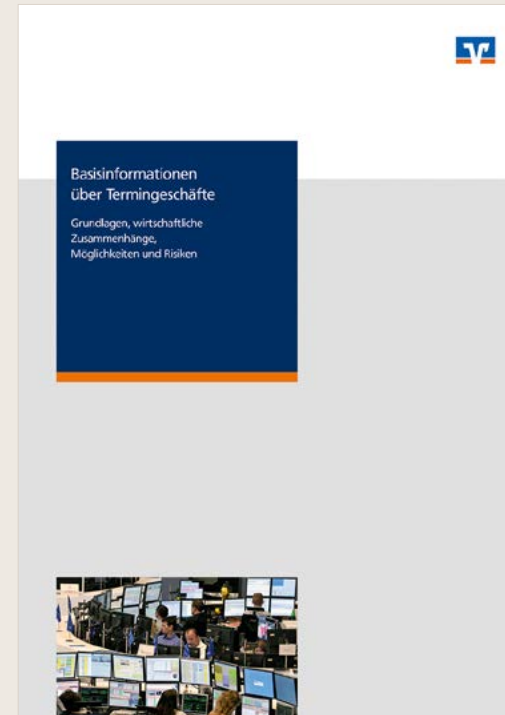 Basisinformationen
über Termingeschäfte
Grundlagen, wirtschaftliche
Zusammenhänge,
Möglichkeiten und Risiken